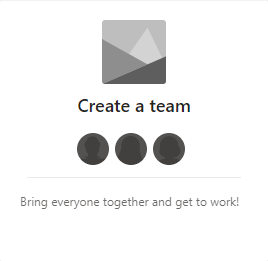 Create a team
Bring everyone together and get to work!